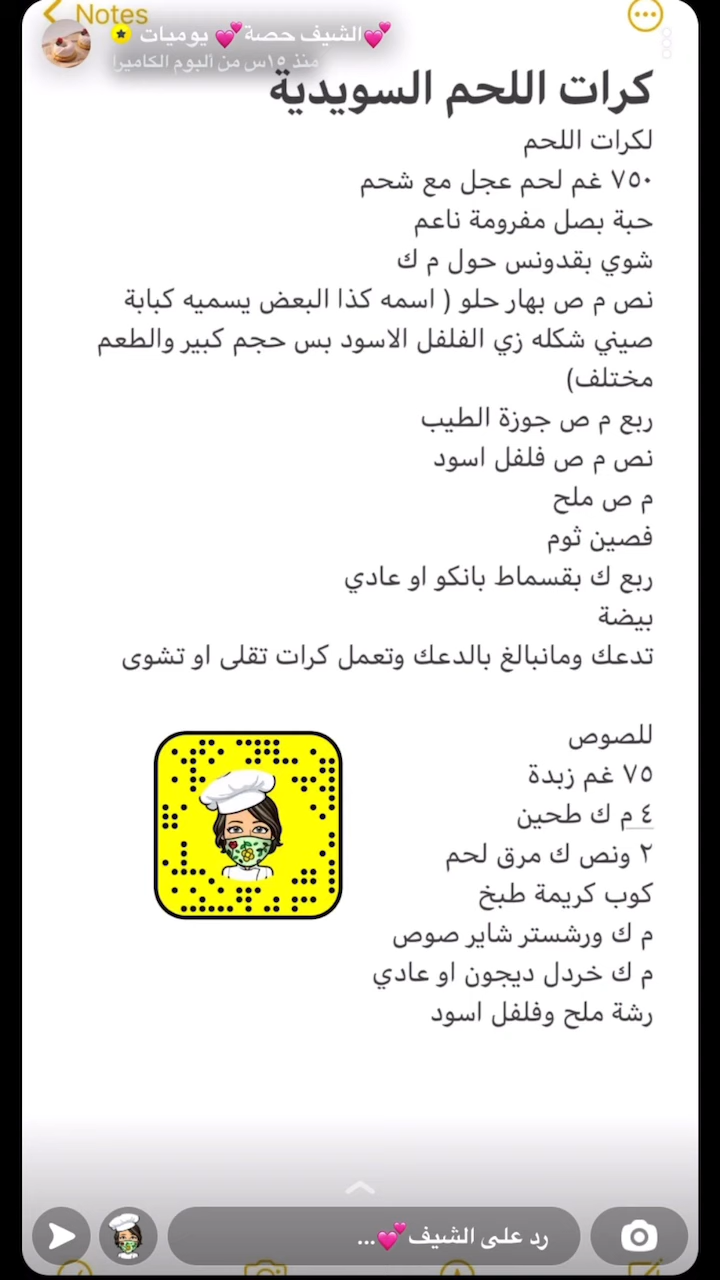 Notes
💕الشيف حصة💕 يوميات
منذ ١٥س من ألبوم الكاميرا
كرات اللحم السويدية
لكرات اللحم
٧٥٠ غم لحم عجل مع شحم
حبة بصل مفرومة ناعم
شوي بقدونس حول م ك
نص م ص بهار حلو ( اسمه كذا البعض يسميه كبابة
صيني شكله زي الفلفل الاسود بس حجم كبير والطعم
مختلف)
ربع م ص جوزة الطيب
نص م ص فلفل اسود
م ص ملح
فصين ثوم
ربع ك بقسماط بانكو او عادي
بيضة
تدعك ومانبالغ بالدعك وتعمل كرات تقلى او تشوى
للصوص
٧٥ غم زبدة
٤ م ك طحين
٢ ونص ك مرق لحم
كوب كريمة طبخ
م ك ورشستر شاير صوص
م ك خردل ديجون او عادي
رشة ملح وفلفل اسود
رد على الشيف💕...